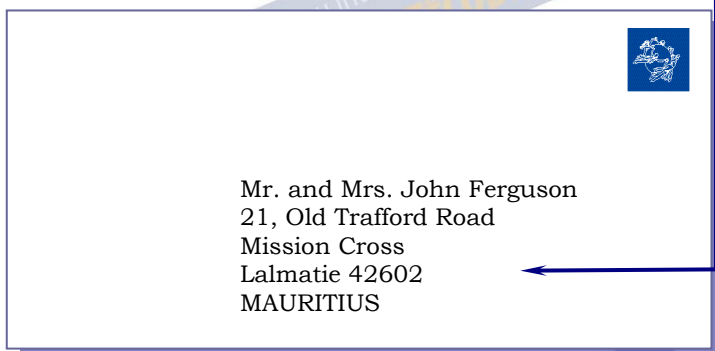 Mr. and Mrs. John Ferguson
21, Old Trafford Road
Mission Cross
Lalmatie 42602
MAURITIUS